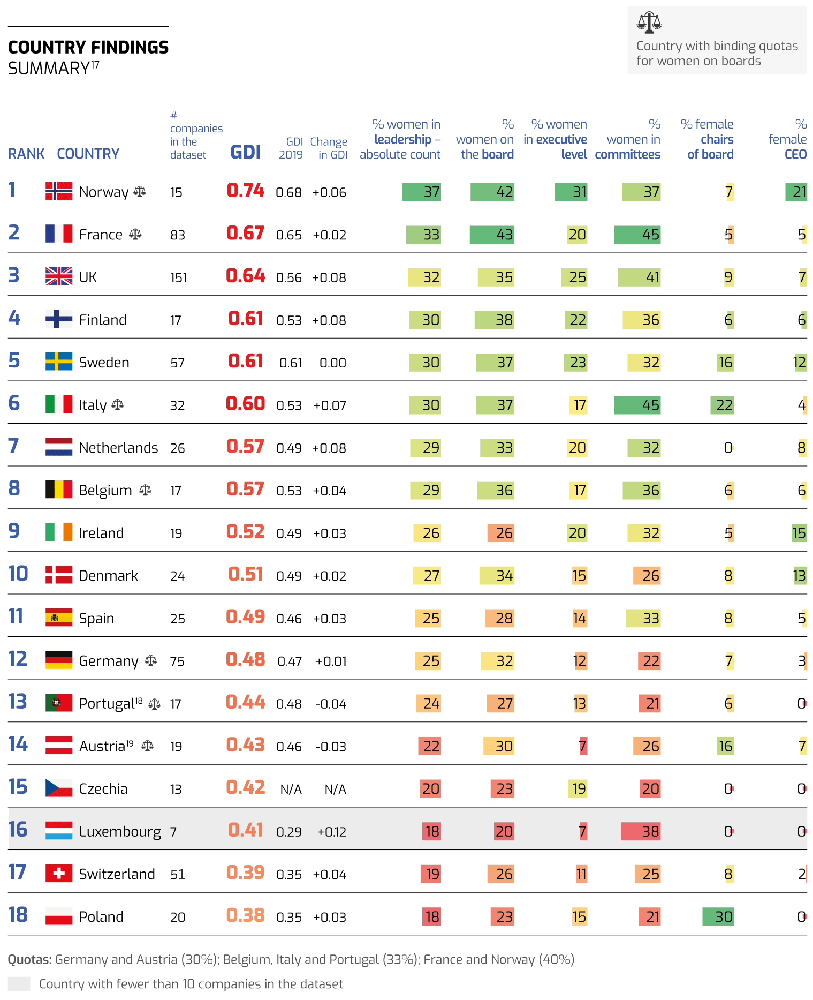 Country with binding quotas
for women on boards
COUNTRY FINDINGS
SUMMARY17
RANK COUNTRY # companies in the dataset GDI GDI 2019 Change in GDI % women in leadership – absolute count % women on the board % women in executive level % women in committees % female chairs of board % female CEO
1 Norway 15 0.74 0.68 +0.06 37 42 31 37 7 21
2 France 83 0.67 0.65 +0.02 33 43 20 45 5 5
3 UK 151 0.64 0.56 +0.08 32 35 25 41 9 7
4 Finland 17 0.61 0.53 +0.08 30 38 22 36 6 6
5 Sweden 57 0.61 0.61 0.00 30 37 23 32 16 12
6 Italy 32 0.60 0.53 +0.07 30 37 17 45 22 4
7 Netherlands 26 0.57 0.49 +0.08 29 33 20 32 0 8
8 Belgium 17 0.57 0.53 +0.04 29 36 17 36 6 6
9 Ireland 19 0.52 0.49 +0.03 26 26 20 32 5 15
10 Denmark 24 0.51 0.49 +0.02 27 34 15 26 8 13
11 Spain 25 0.49 0.46 +0.03 25 28 14 33 8 5
12 Germany 75 0.48 0.47 +0.01 25 32 12 22 7 3
13 Portugal18 17 0.44 0.48 -0.04 24 27 13 21 6 0
14 Austria19 19 0.43 0.46 -0.03 22 30 7 26 16 7
15 Czechia 13 0.42 N/A N/A 20 23 19 20 0 0
16 Luxembourg 7 0.41 0.29 +0.12 18 20 7 38 0 0
17 Switzerland 51 0.39 0.35 +0.04 19 26 11 25 8 2
18 Poland 20 0.38 0.35 +0.03 18 23 15 21 30 0
Quotas: Germany and Austria (30%); Belgium, Italy and Portugal (33%); France and Norway (40%)
Country with fewer than 10 companies in the dataset